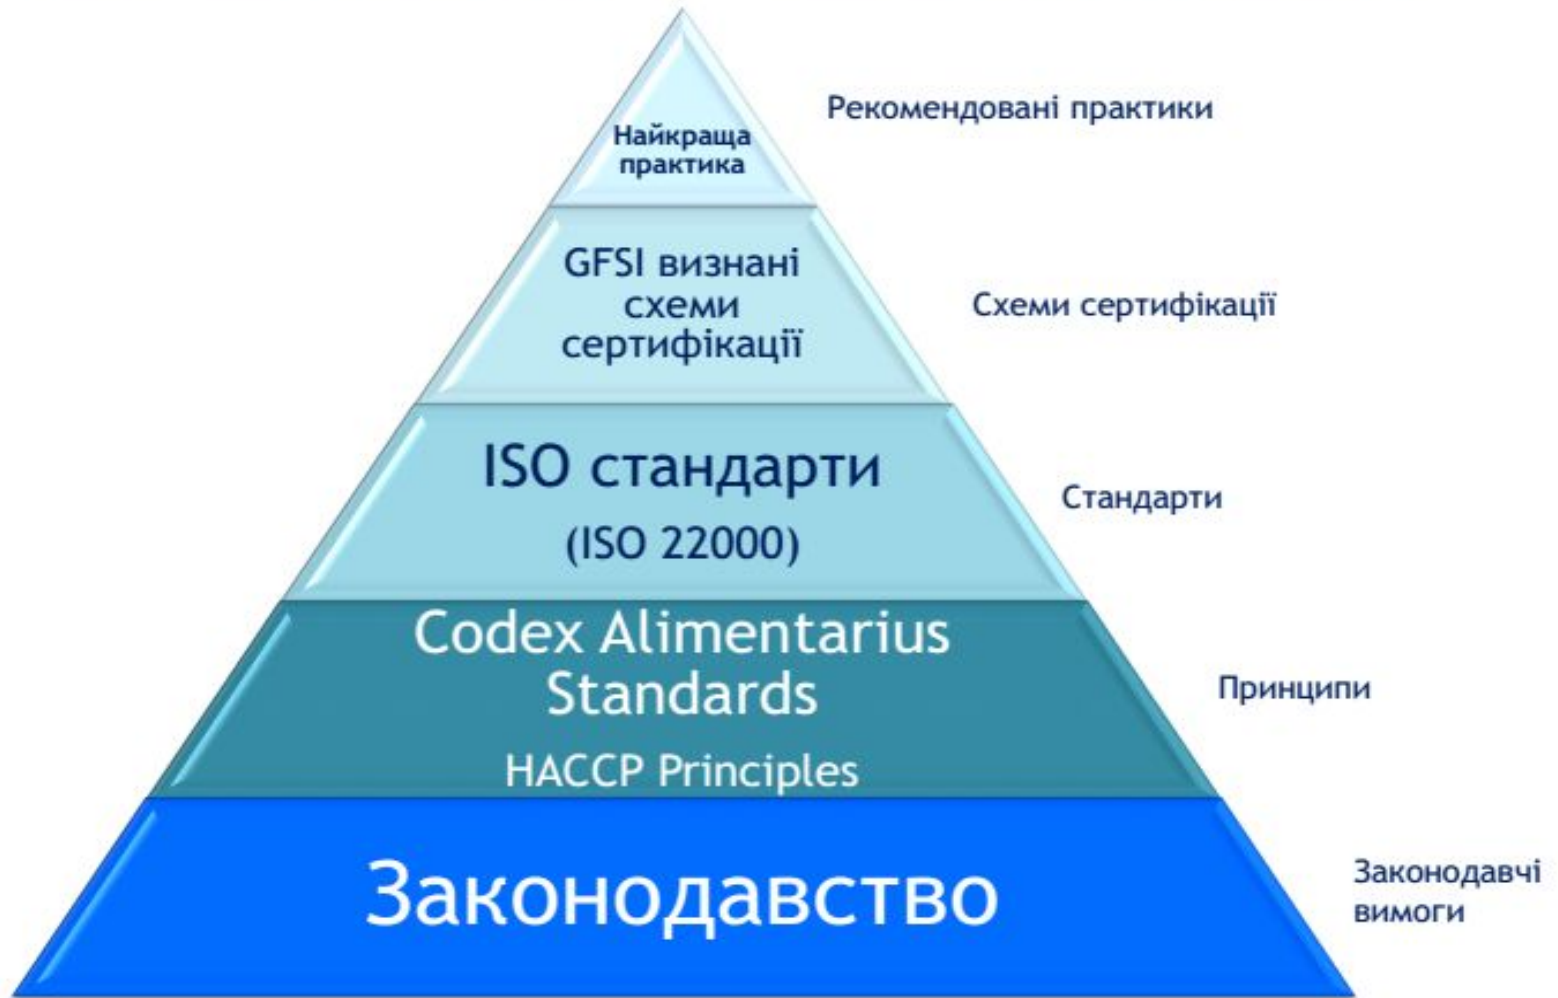 Найкраща
практика
Рекомендовані практики
GFSI визнані
схеми
сертифікації
Схеми сертифікації
ISO стандарти
(ISO 22000)
Стандарти
Codex Alimentarius
Standards
HACCP Principles
Принципи
Законодавство
Законодавчі
вимоги